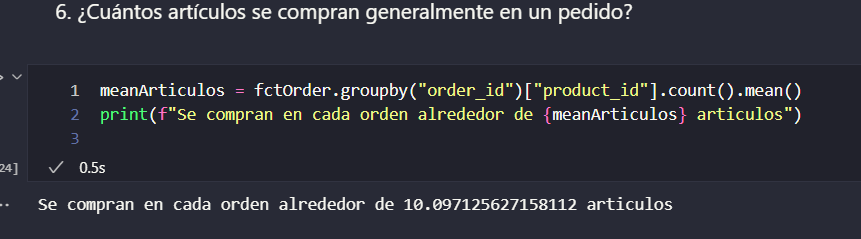 6. ¿Cuántos artículos se compran generalmente en un pedido?
1 meanArticulos = fctOrder.groupby("order_id")["product_id"].count().mean()
2 print(f"Se compran en cada orden alrededor de {meanArticulos} articulos")
3
24] 0.5s
Se compran en cada orden alrededor de 10.097125627158112 articulos